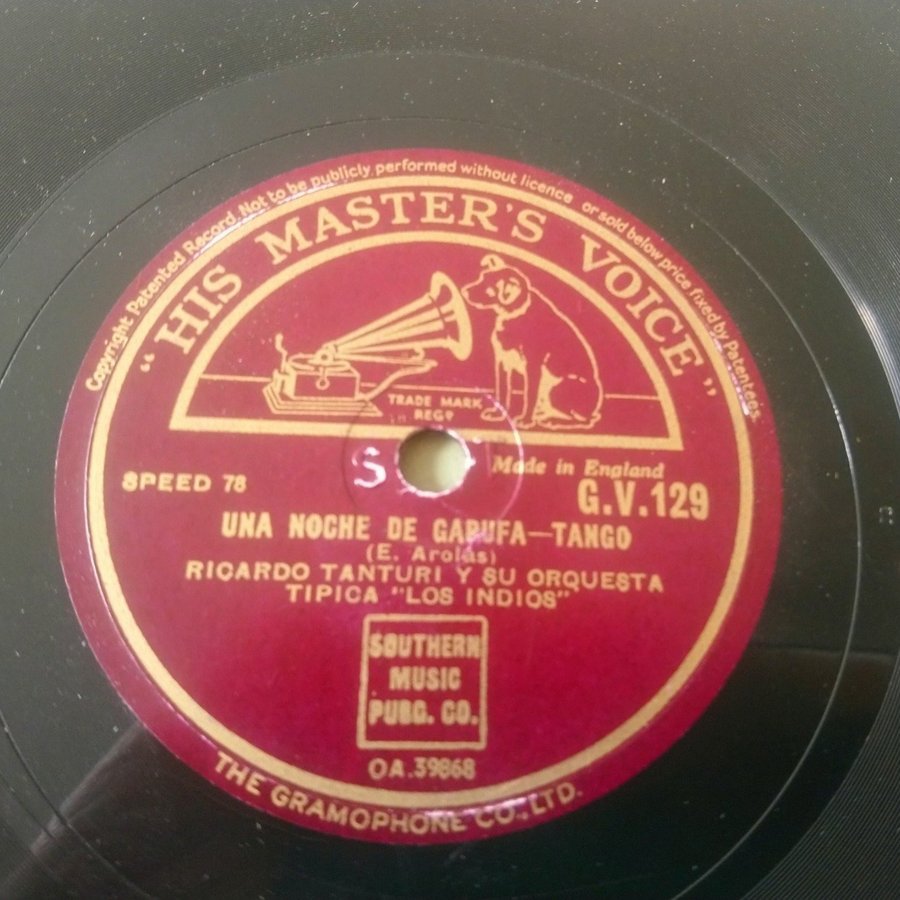 Copyright Patented Record Not to be publicly performed without licence or sold below price fixed by Patentees.
"HIS MASTER'S VOICE"
TRADE MARK
REGD
S
Made in England
SPEED 78
G.V.129
UNA NOCHE DE GARUFA—TANGO
(E. Arolas)
RICARDO TANTURI Y SU ORQUESTA
TIPICA "LOS INDIOS"
SOUTHERN
MUSIC
PUBG. CO.
OA.39868
THE GRAMOPHONE CO. LTD.